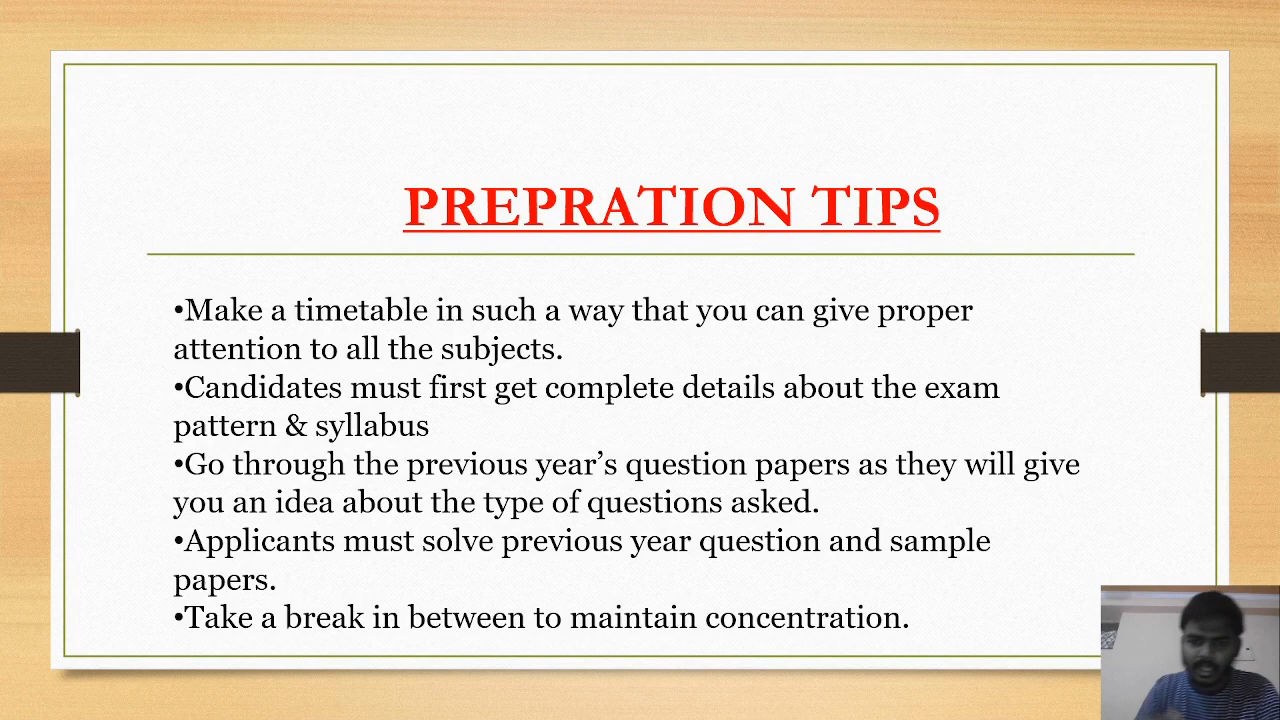 PREPRATION TIPS
•Make a timetable in such a way that you can give proper
attention to all the subjects.
•Candidates must first get complete details about the exam
pattern & syllabus
•Go through the previous year’s question papers as they will give
you an idea about the type of questions asked.
•Applicants must solve previous year question and sample
papers.
•Take a break in between to maintain concentration.